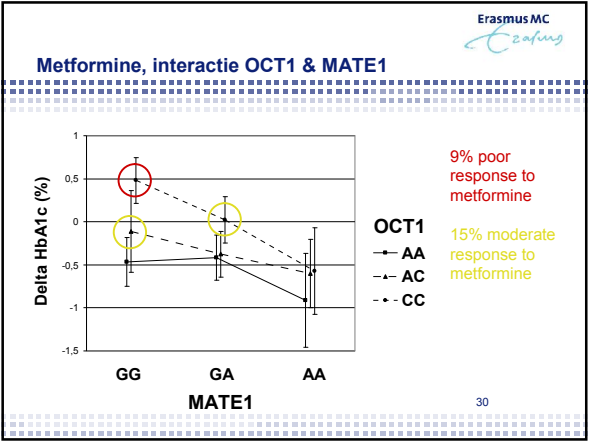 Erasmus MC
Erasmus
Metformine, interactie OCT1 & MATE1
1
0,5
0
-0,5
-1
-1,5
Delta HbA1c (%)
GG
GA
AA
MATE1
OCT1
AA
AC
CC
9% poor
response to
metformine
15% moderate
response to
metformine
30